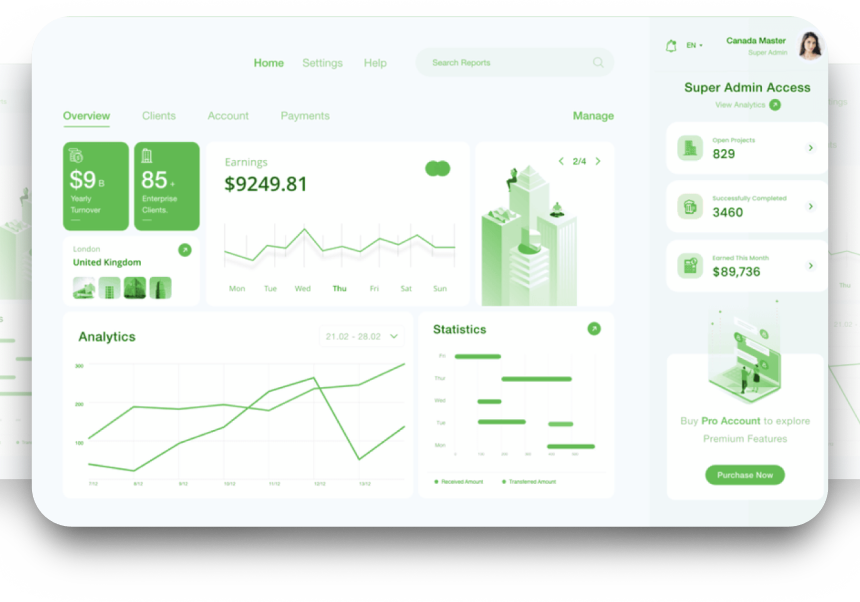 Home Settings Help
Search Reports
EN
Canada Master
Super Admin
Overview Clients Account Payments
Manage
$9 B
Yearly
Turnover
85 +
Enterprise
Clients.
London
United Kingdom
Earnings
$9249.81
Mon Tue Wed Thu Fri Sat Sun
2/4
Analytics
21.02 - 28.02
300
200
100
7/12 8/12 9/12 10/12 11/12 12/12 13/12
Statistics
Fri
Thur
Wed
Tue
Mon
Received Amount Transferred Amount
Super Admin Access
View Analytics
Open Projects
829
Successfully Completed
3460
Earned This Month
$89,736
Buy Pro Account to explore
Premium Features
Purchase Now
Thu